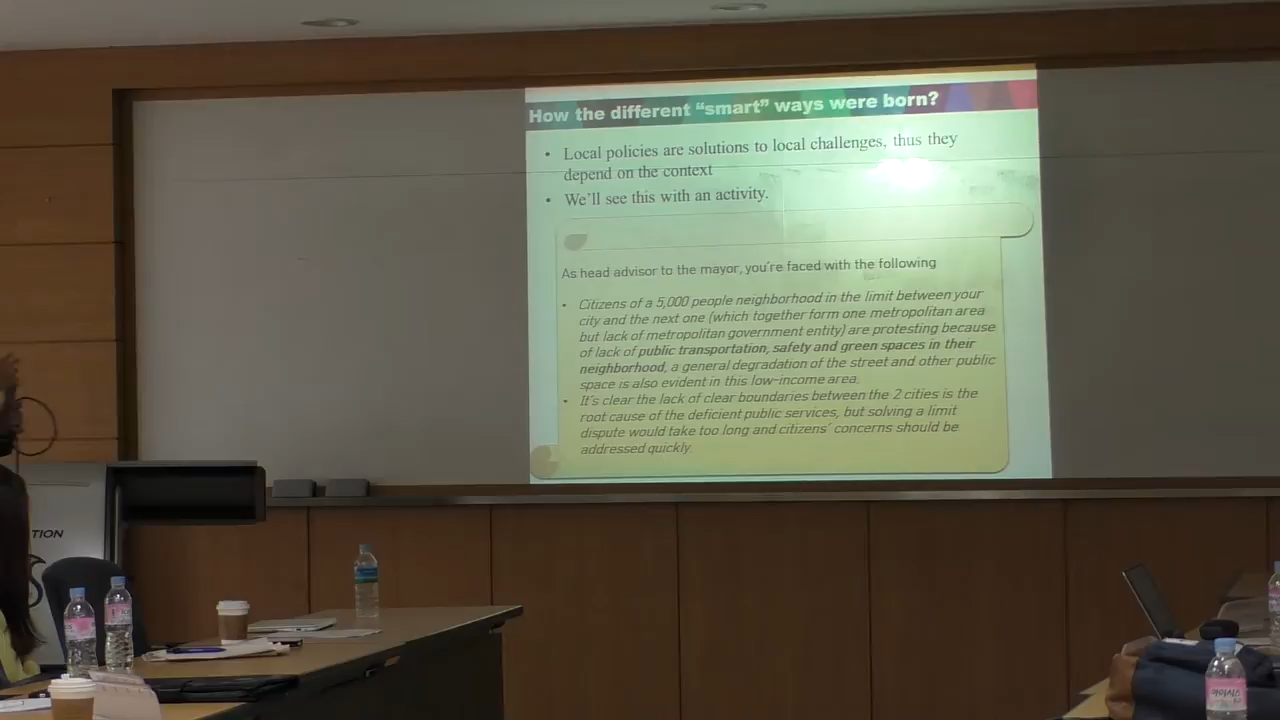 How the different “smart” ways were born?
• Local policies are solutions to local challenges, thus they
depend on the context
• We'll see this with an activity.
As head advisor to the mayor, you're faced with the following
• Citizens of a 5,000 people neighborhood in the limit between your
city and the next one (which together form one metropolitan area
but lack of metropolitan government entity) are protesting because
of lack of public transportation, safety and green spaces in their
neighborhood, a general degradation of the street and other public
space is also evident in this low-income area.
• It's clear the lack of clear boundaries between the 2 cities is the
root cause of the deficient public services, but solving a limit
dispute would take too long and citizens' concerns should be
addressed quickly.
TION